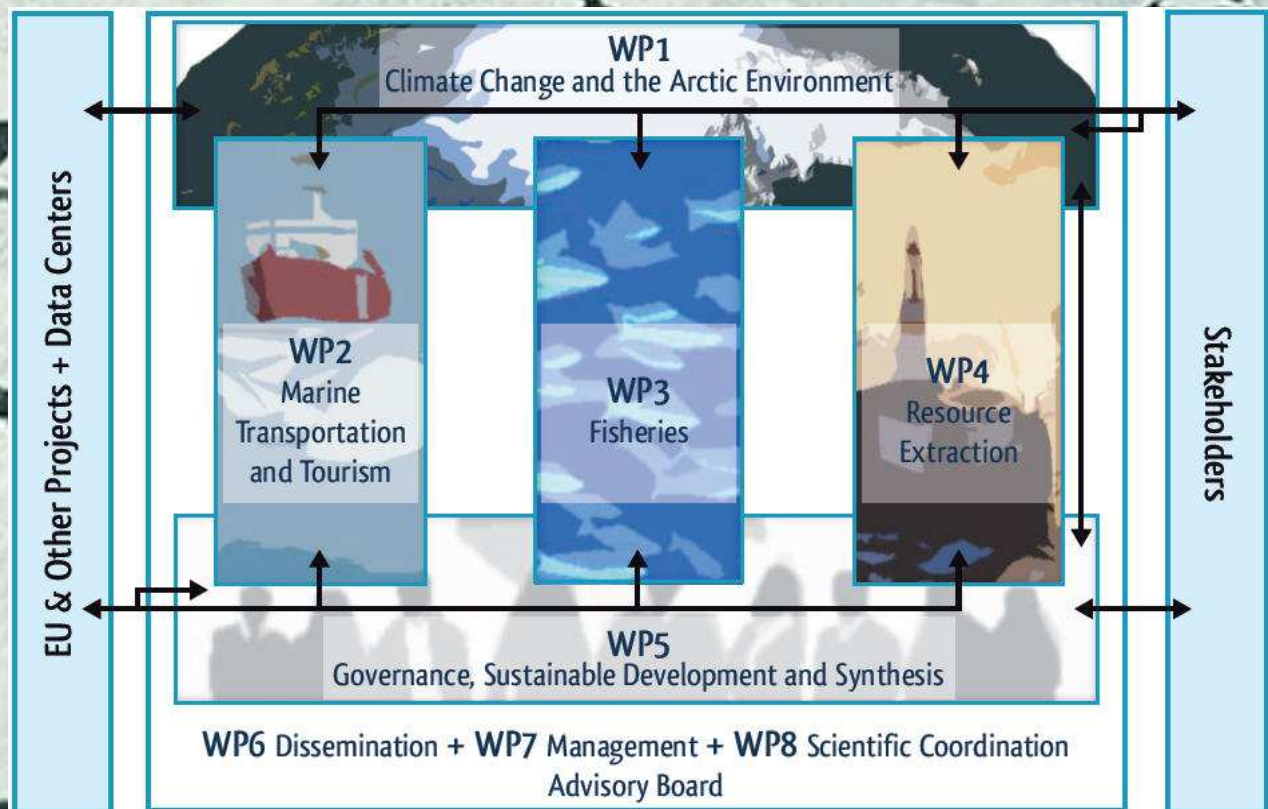 EU & Other Projects + Data Centers
WP1
Climate Change and the Arctic Environment
WP2
Marine
Transportation
and Tourism
WP3
Fisheries
WP4
Resource
Extraction
Stakeholders
WP5
Governance, Sustainable Development and Synthesis
WP6 Dissemination + WP7 Management + WP8 Scientific Coordination
Advisory Board